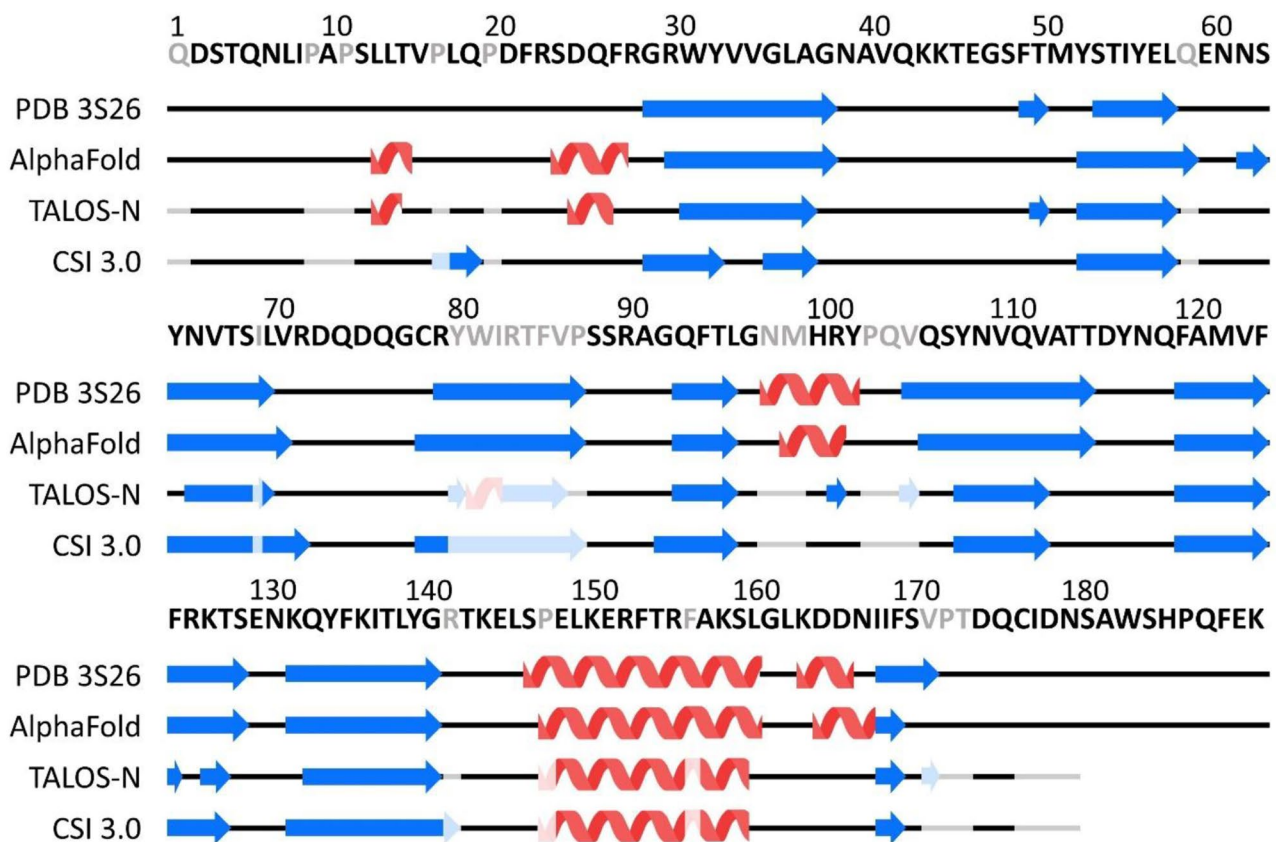 1 10 20 30 40 50 60
QDSTQNLIPAPSLLTVPLQPDFRSDQFRGRWYVVGLAGNAVQKKTEGSFTMYSTIYELQENNS
PDB 3S26
AlphaFold
TALOS-N
CSI 3.0
70 80 90 100 110 120
YNVTSILVRDQDQGCRYWIRTFVPSSRAGQFTLGNMHRYPQVQSYNVQVATTDYNQFAMVF
PDB 3S26
AlphaFold
TALOS-N
CSI 3.0
130 140 150 160 170 180
FRKTSENKQYFKITLYGRTKELSPELKERFTRFAKSLGLKDDNIIFSVPTDQCIDNSAWSHPQFEK
PDB 3S26
AlphaFold
TALOS-N
CSI 3.0